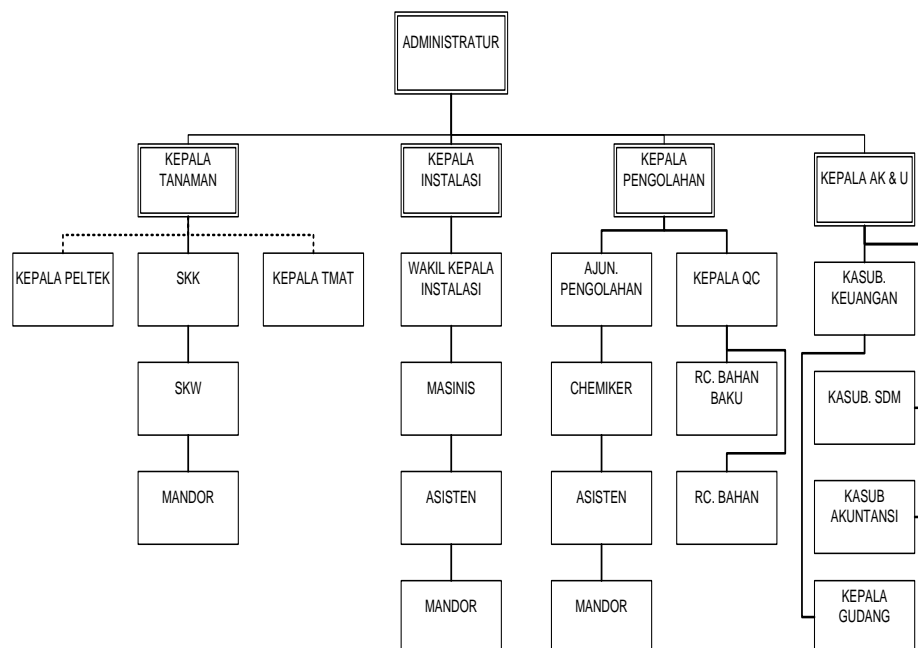 ADMINISTRATUR
KEPALA
TANAMAN
KEPALA
INSTALASI
KEPALA
PENGOLAHAN
KEPALA AK & U
KEPALA PELTEK
SKK
KEPALA TMAT
WAKIL KEPALA
INSTALASI
AJUN.
PENGOLAHAN
KEPALA QC
KASUB.
KEUANGAN
SKW
MASINIS
CHEMIKER
RC. BAHAN
BAKU
KASUB. SDM
MANDOR
ASISTEN
ASISTEN
RC. BAHAN
KASUB
AKUNTANSI
MANDOR
MANDOR
KEPALA
GUDANG